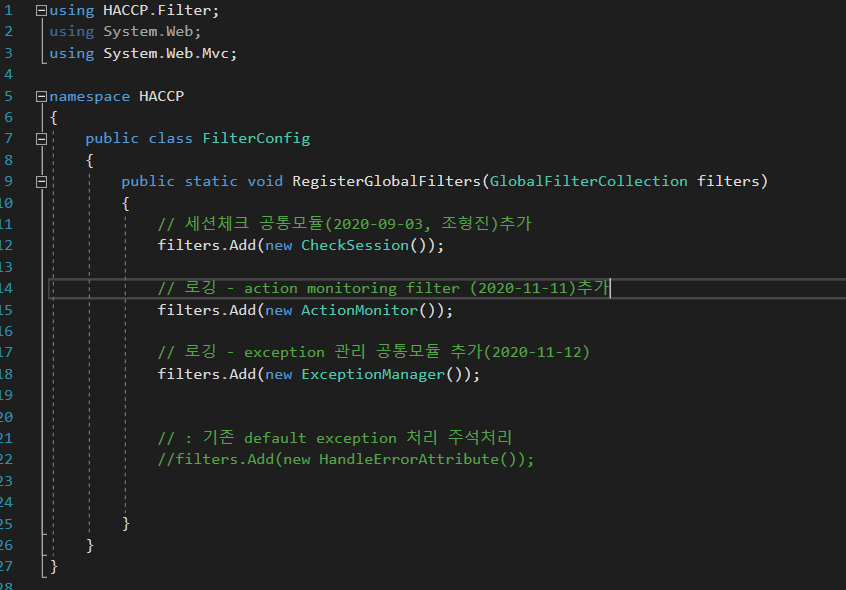 1 using HACCP.Filter;
2 using System.Web;
3 using System.Web.Mvc;
4
5 namespace HACCP
6 {
7 public class FilterConfig
8 {
9 public static void RegisterGlobalFilters(GlobalFilterCollection filters)
10 {
11 // 세션체크 공통모듈(2020-09-03, 조형진)추가
12 filters.Add(new CheckSession());
13
14 // 로깅 - action monitoring filter (2020-11-11)추가
15 filters.Add(new ActionMonitor());
16
17 // 로깅 - exception 관리 공통모듈 추가(2020-11-12)
18 filters.Add(new ExceptionManager());
19
20
21 // : 기존 default exception 처리 주석처리
22 //filters.Add(new HandleErrorAttribute());
23
24
25 }
26 }
27 }
28